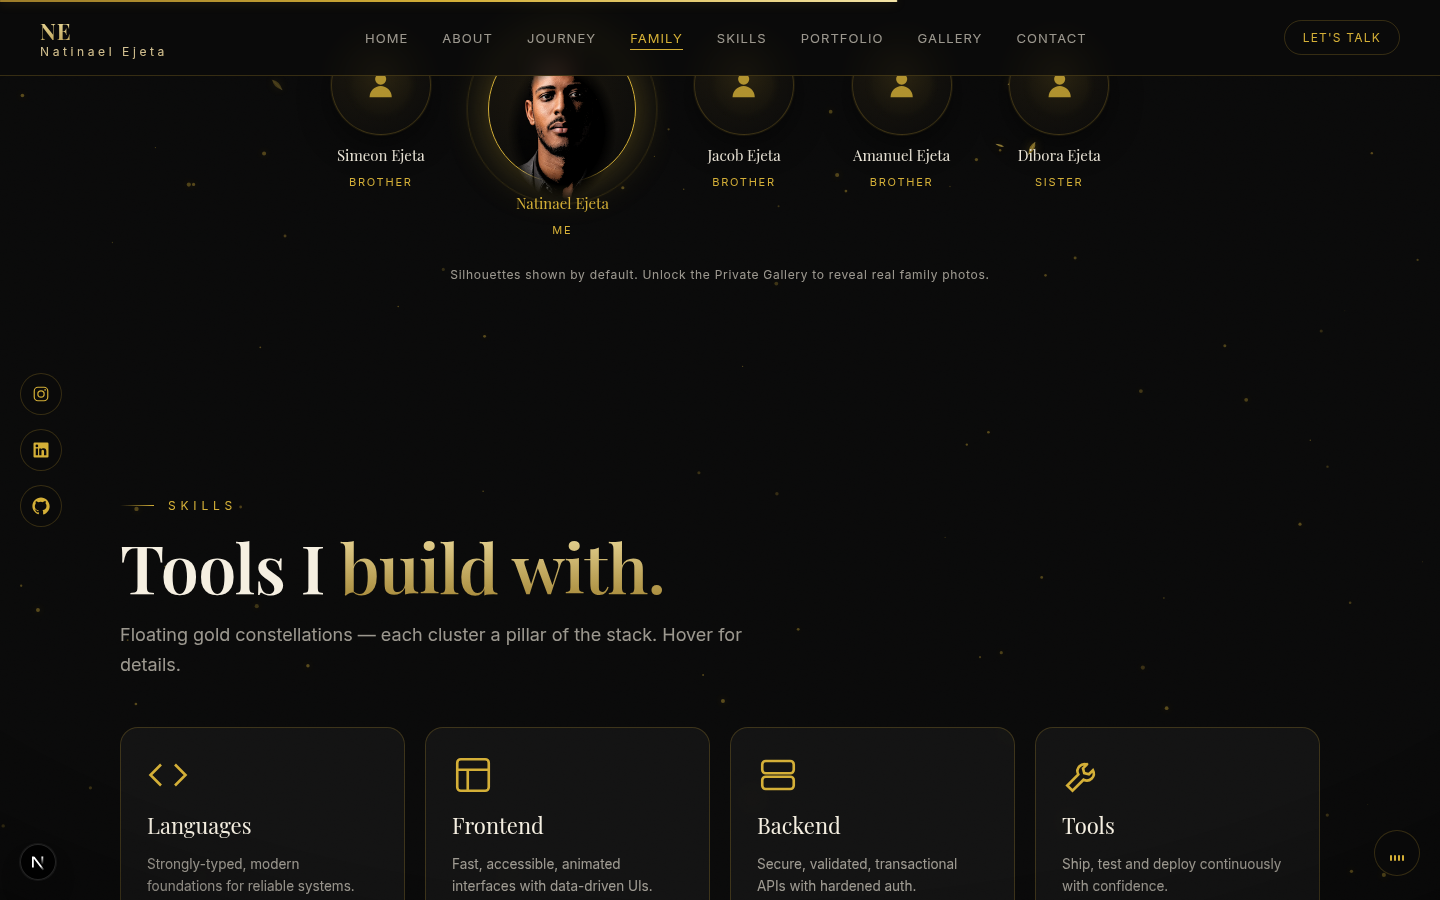 NE
Natinael Ejeta
HOME ABOUT JOURNEY FAMILY SKILLS PORTFOLIO GALLERY CONTACT
LET'S TALK
Simeon Ejeta
BROTHER
Natinael Ejeta
ME
Jacob Ejeta
BROTHER
Amanuel Ejeta
BROTHER
Dibora Ejeta
SISTER
Silhouettes shown by default. Unlock the Private Gallery to reveal real family photos.
SKILLS
Tools I build with.
Floating gold constellations — each cluster a pillar of the stack. Hover for
details.
Languages
Strongly-typed, modern
foundations for reliable systems.
Frontend
Fast, accessible, animated
interfaces with data-driven UIs.
Backend
Secure, validated, transactional
APIs with hardened auth.
Tools
Ship, test and deploy continuously
with confidence.
N